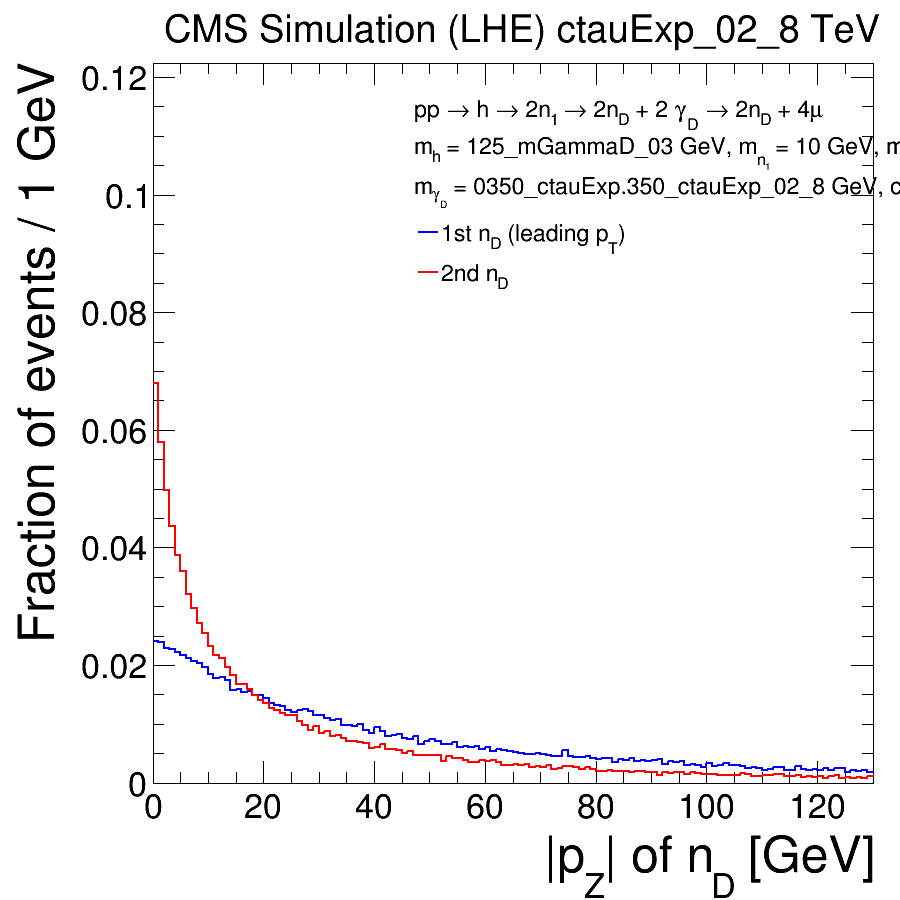 CMS Simulation (LHE) ctauExp_02_8 TeV
Fraction of events / 1 GeV
0.12
0.1
0.08
0.06
0.04
0.02
0
pp → h → 2n1 → 2nD + 2 γD → 2nD + 4μ
mh = 125_mGammaD_03 GeV, mn1 = 10 GeV, m
mγD = 0350_ctauExp.350_ctauExp_02_8 GeV, c
1st nD (leading pT)
2nd nD
0 20 40 60 80 100 120
|pZ| of nD [GeV]